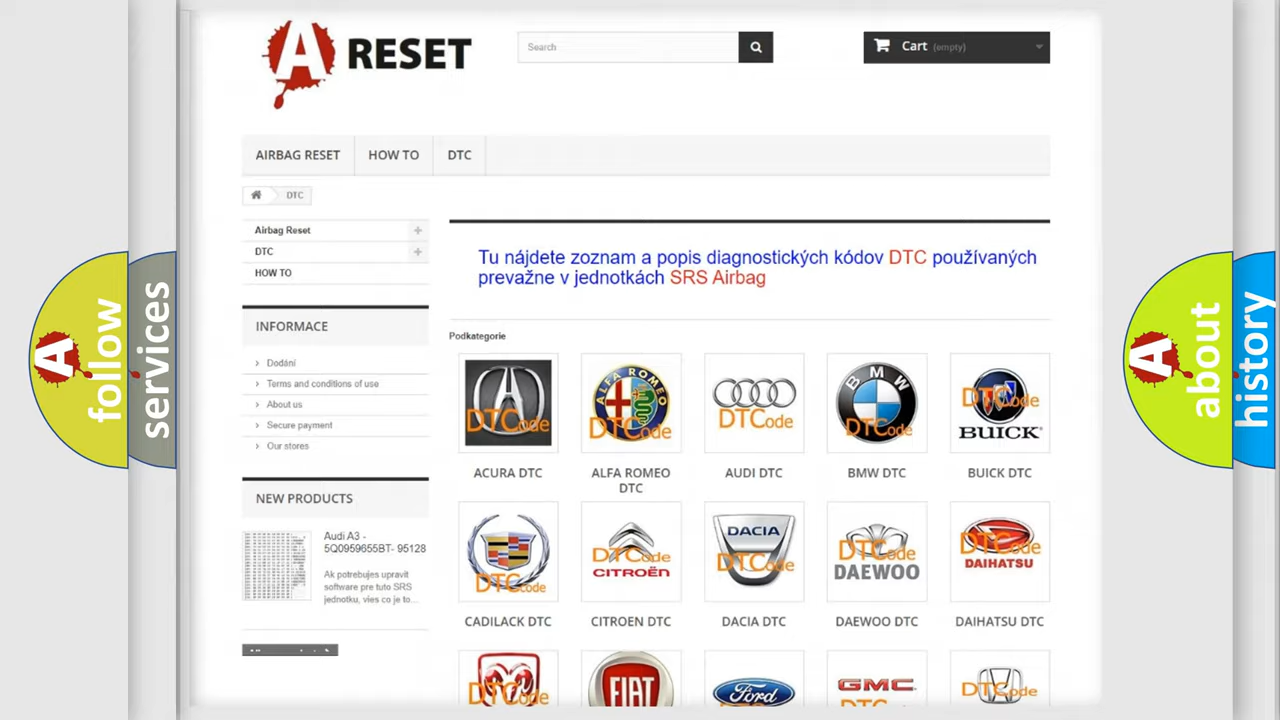 A RESET
Search
Cart (empty)
AIRBAG RESET
HOW TO
DTC
DTC
Airbag Reset
DTC
HOW TO
INFORMACE
Dodání
Terms and conditions of use
About us
Secure payment
Our stores
NEW PRODUCTS
Audi A3 -
5Q0959655BT- 95128
Ak potrebujes upravit
software pre tuto SRS
jednotku, vies co je to...
Tu nájdete zoznam a popis diagnostických kódov DTC používaných
prevažne v jednotkách SRS Airbag
Podkategorie
DTCode
ALFA ROMEO
DTCode
DTCode
BMW
DTCode
DTCode
BUICK
ACURA DTC
ALFA ROMEO
DTC
AUDI DTC
BMW DTC
BUICK DTC
DTCode
DTCode
CITROËN
DACIA
DTCode
DTCode
DAEWOO
DTCode
DAIHATSU
CADILACK DTC
CITROEN DTC
DACIA DTC
DAEWOO DTC
DAIHATSU DTC
DTCode
FIAT
Ford
GMC
DTCode
A follow
services
A about
history